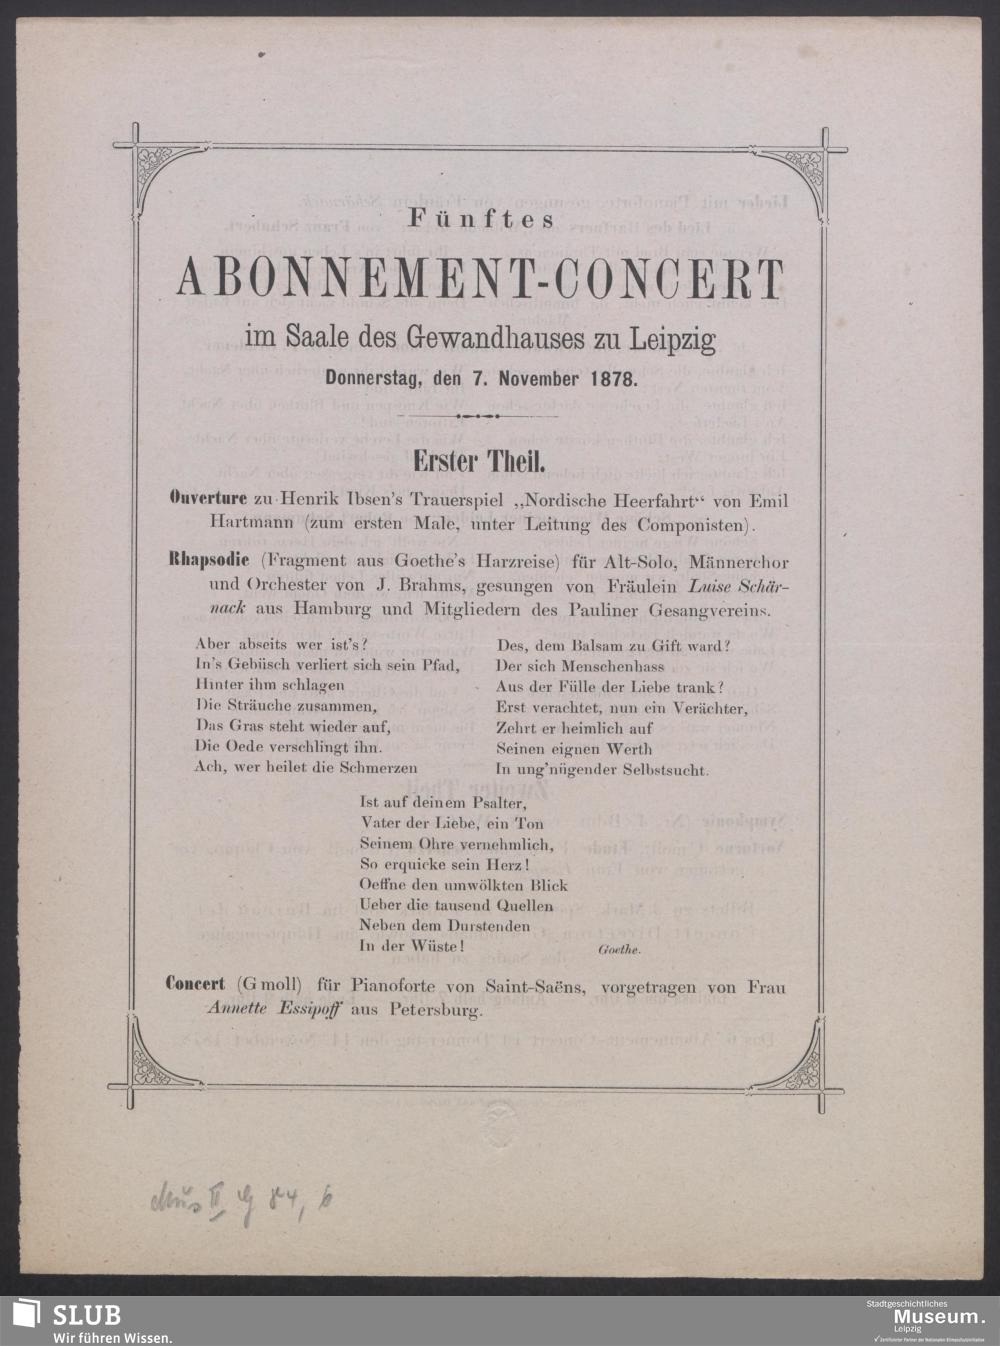 Fünftes
ABONNEMENT-CONCERT
im Saale des Gewandhauses zu Leipzig
Donnerstag, den 7. November 1878.
Erster Theil.
Ouverture zu Henrik Ibsen's Trauerspiel „Nordische Heerfahrt“ von Emil
Hartmann (zum ersten Male, unter Leitung des Componisten).
Rhapsodie (Fragment aus Goethe's Harzreise) für Alt-Solo, Männerchor
und Orchester von J. Brahms, gesungen von Fräulein Luise Schär-
nack aus Hamburg und Mitgliedern des Pauliner Gesangvereins.
Aber abseits wer ist's?
In's Gebüsch verliert sich sein Pfad,
Hinter ihm schlagen
Die Sträuche zusammen,
Das Gras steht wieder auf,
Die Oede verschlingt ihn.
Ach, wer heilet die Schmerzen
Des, dem Balsam zu Gift ward?
Der sich Menschenhass
Aus der Fülle der Liebe trank?
Erst verachtet, nun ein Verächter,
Zehrt er heimlich auf
Seinen eignen Werth
In ung'nügender Selbstsucht.
Ist auf deinem Psalter,
Vater der Liebe, ein Ton
Seinem Ohre vernehmlich,
So erquicke sein Herz!
Oeffne den umwölkten Blick
Ueber die tausend Quellen
Neben dem Durstenden
In der Wüste!
Goethe.
Concert (G moll) für Pianoforte von Saint-Saëns, vorgetragen von Frau
Annette Essipoff aus Petersburg.
Mus II 84, b
SLUB
Wir führen Wissen.
Stadtgeschichtliches
Museum.
Leipzig
Zertifizierter Partner der Nationalen Klimaschutzinitiative